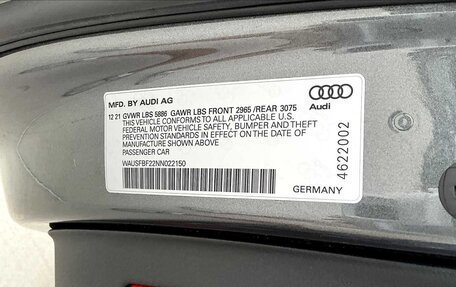 MFD. BY AUDI AG
12 21 GVWR LBS 5886 GAWR LBS FRONT 2965 /REAR 3075
THIS VEHICLE CONFORMS TO ALL APPLICABLE U.S.
FEDERAL MOTOR VEHICLE SAFETY, BUMPER AND THEFT
PREVENTION STANDARDS IN EFFECT ON THE DATE OF
MANUFACTURE SHOWN ABOVE
PASSENGER CAR
WAUSFBF22NN022150
Audi
4622002
GERMANY